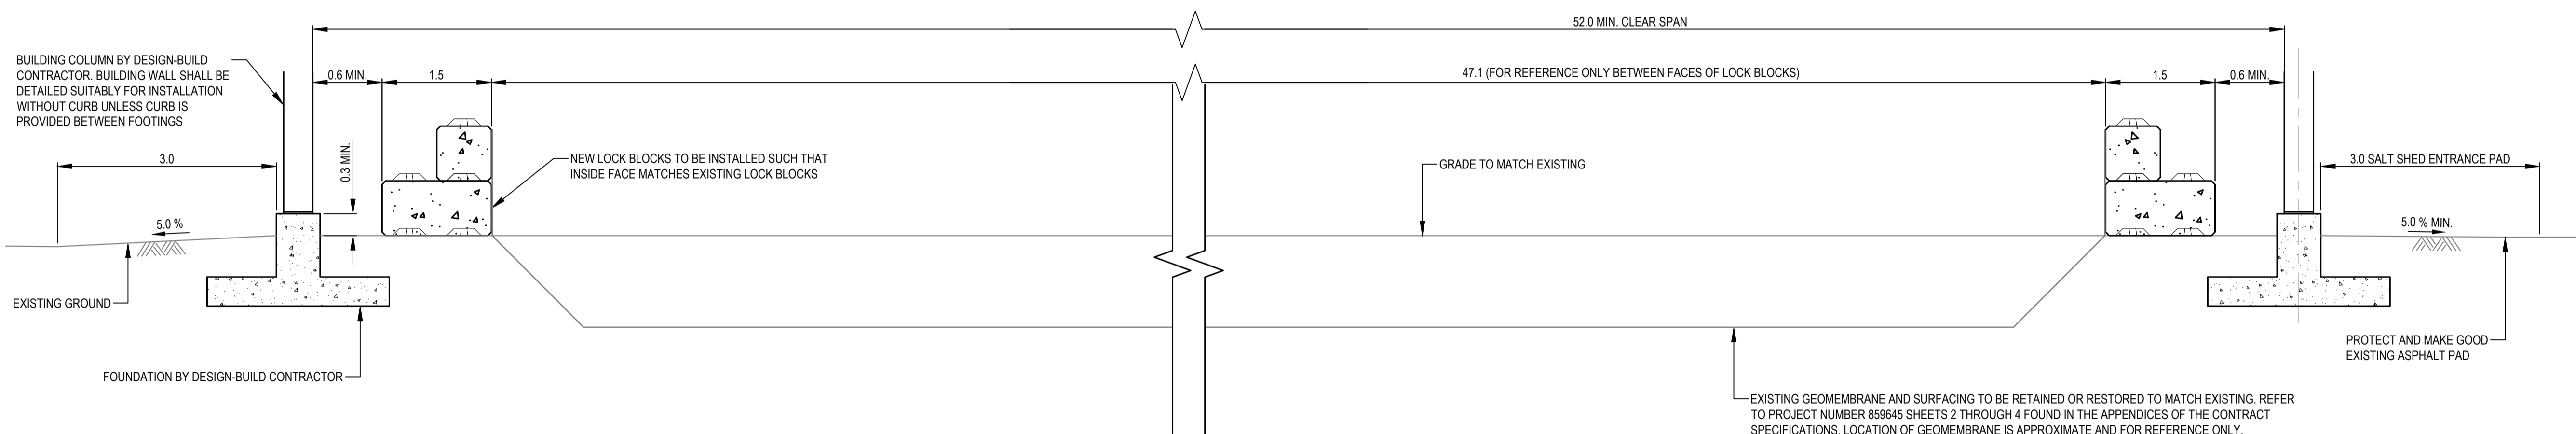 52.0 MIN. CLEAR SPAN
BUILDING COLUMN BY DESIGN-BUILD
CONTRACTOR. BUILDING WALL SHALL BE
DETAILED SUITABLY FOR INSTALLATION
WITHOUT CURB UNLESS CURB IS
PROVIDED BETWEEN FOOTINGS
0.6 MIN.
1.5
47.1 (FOR REFERENCE ONLY BETWEEN FACES OF LOCK BLOCKS)
1.5
0.6 MIN.
3.0
0.3 MIN.
NEW LOCK BLOCKS TO BE INSTALLED SUCH THAT
INSIDE FACE MATCHES EXISTING LOCK BLOCKS
GRADE TO MATCH EXISTING
3.0 SALT SHED ENTRANCE PAD
5.0 %
5.0 % MIN.
EXISTING GROUND
FOUNDATION BY DESIGN-BUILD CONTRACTOR
PROTECT AND MAKE GOOD
EXISTING ASPHALT PAD
EXISTING GEOMEMBRANE AND SURFACING TO BE RETAINED OR RESTORED TO MATCH EXISTING. REFER
TO PROJECT NUMBER 859645 SHEETS 2 THROUGH 4 FOUND IN THE APPENDICES OF THE CONTRACT
SPECIFICATIONS. LOCATION OF GEOMEMBRANE IS APPROXIMATE AND FOR REFERENCE ONLY.